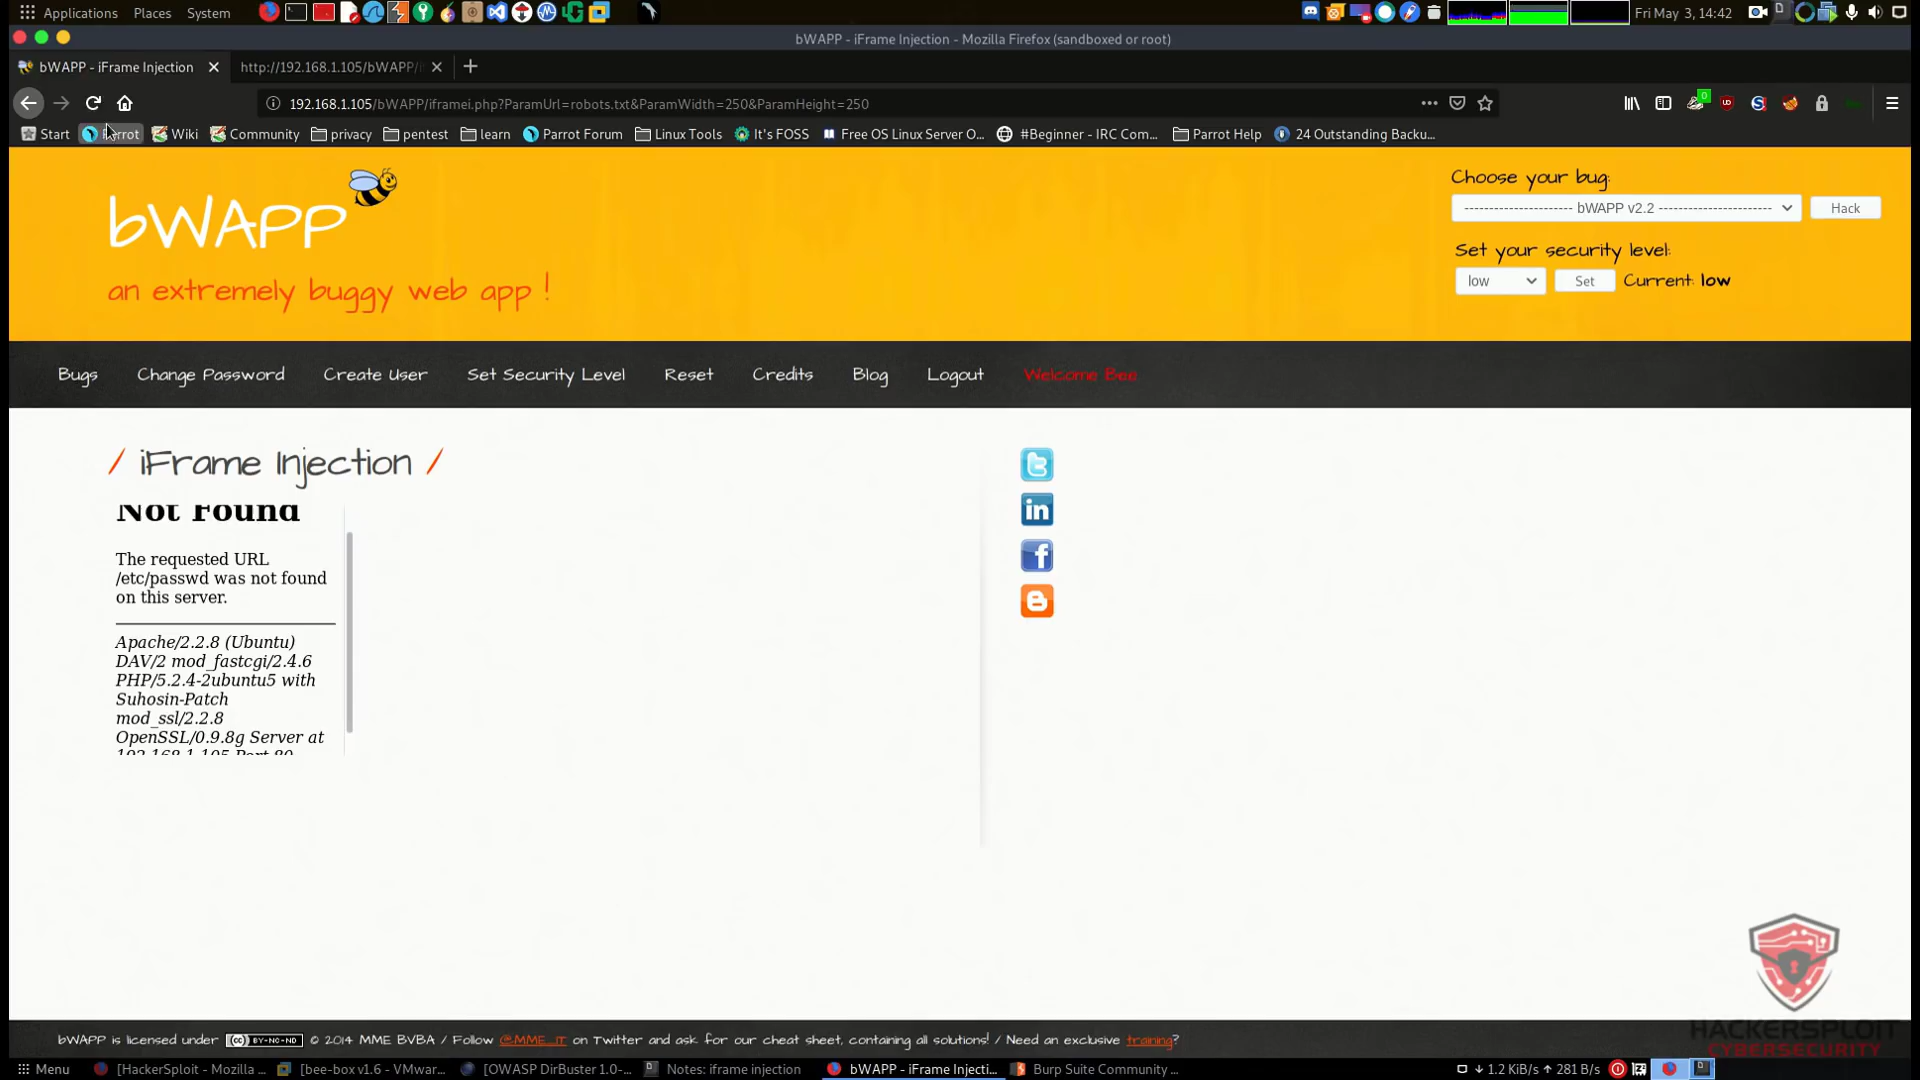 Applications Places System Fri May 3, 14:42
bWAPP - iFrame Injection - Mozilla Firefox (sandboxed or root)
bWAPP - iFrame Injection http://192.168.1.105/bWAPP/i
192.168.1.105/bWAPP/iframei.php?ParamUrl=robots.txt&ParamWidth=250&ParamHeight=250
Start Parrot Wiki Community privacy pentest learn Parrot Forum Linux Tools It's FOSS Free OS Linux Server O... #Beginner - IRC Com... Parrot Help 24 Outstanding Backu...
bWAPP
an extremely buggy web app !
Choose your bug:
---------------------- bWAPP v2.2 ----------------------- Hack
Set your security level:
low Set Current: low
Bugs Change Password Create User Set Security Level Reset Credits Blog Logout Welcome Bee
/ iFrame Injection /
Not Found
The requested URL
/etc/passwd was not found
on this server.
Apache/2.2.8 (Ubuntu)
DAV/2 mod_fastcgi/2.4.6
PHP/5.2.4-2ubuntu5 with
Suhosin-Patch
mod_ssl/2.2.8
OpenSSL/0.9.8g Server at
192.168.1.105 Port 80
HACKERSPLOIT
CYBERSECURITY
bWAPP is licensed under BY-NC-ND © 2014 MME BVBA / Follow @MME_IT on Twitter and ask for our cheat sheet, containing all solutions! / Need an exclusive training?
Menu [HackerSploit - Mozilla ... [bee-box v1.6 - VMwar... [OWASP DirBuster 1.0-... Notes: iframe injection bWAPP - iFrame Injecti... Burp Suite Community ... 1.2 KiB/s 281 B/s